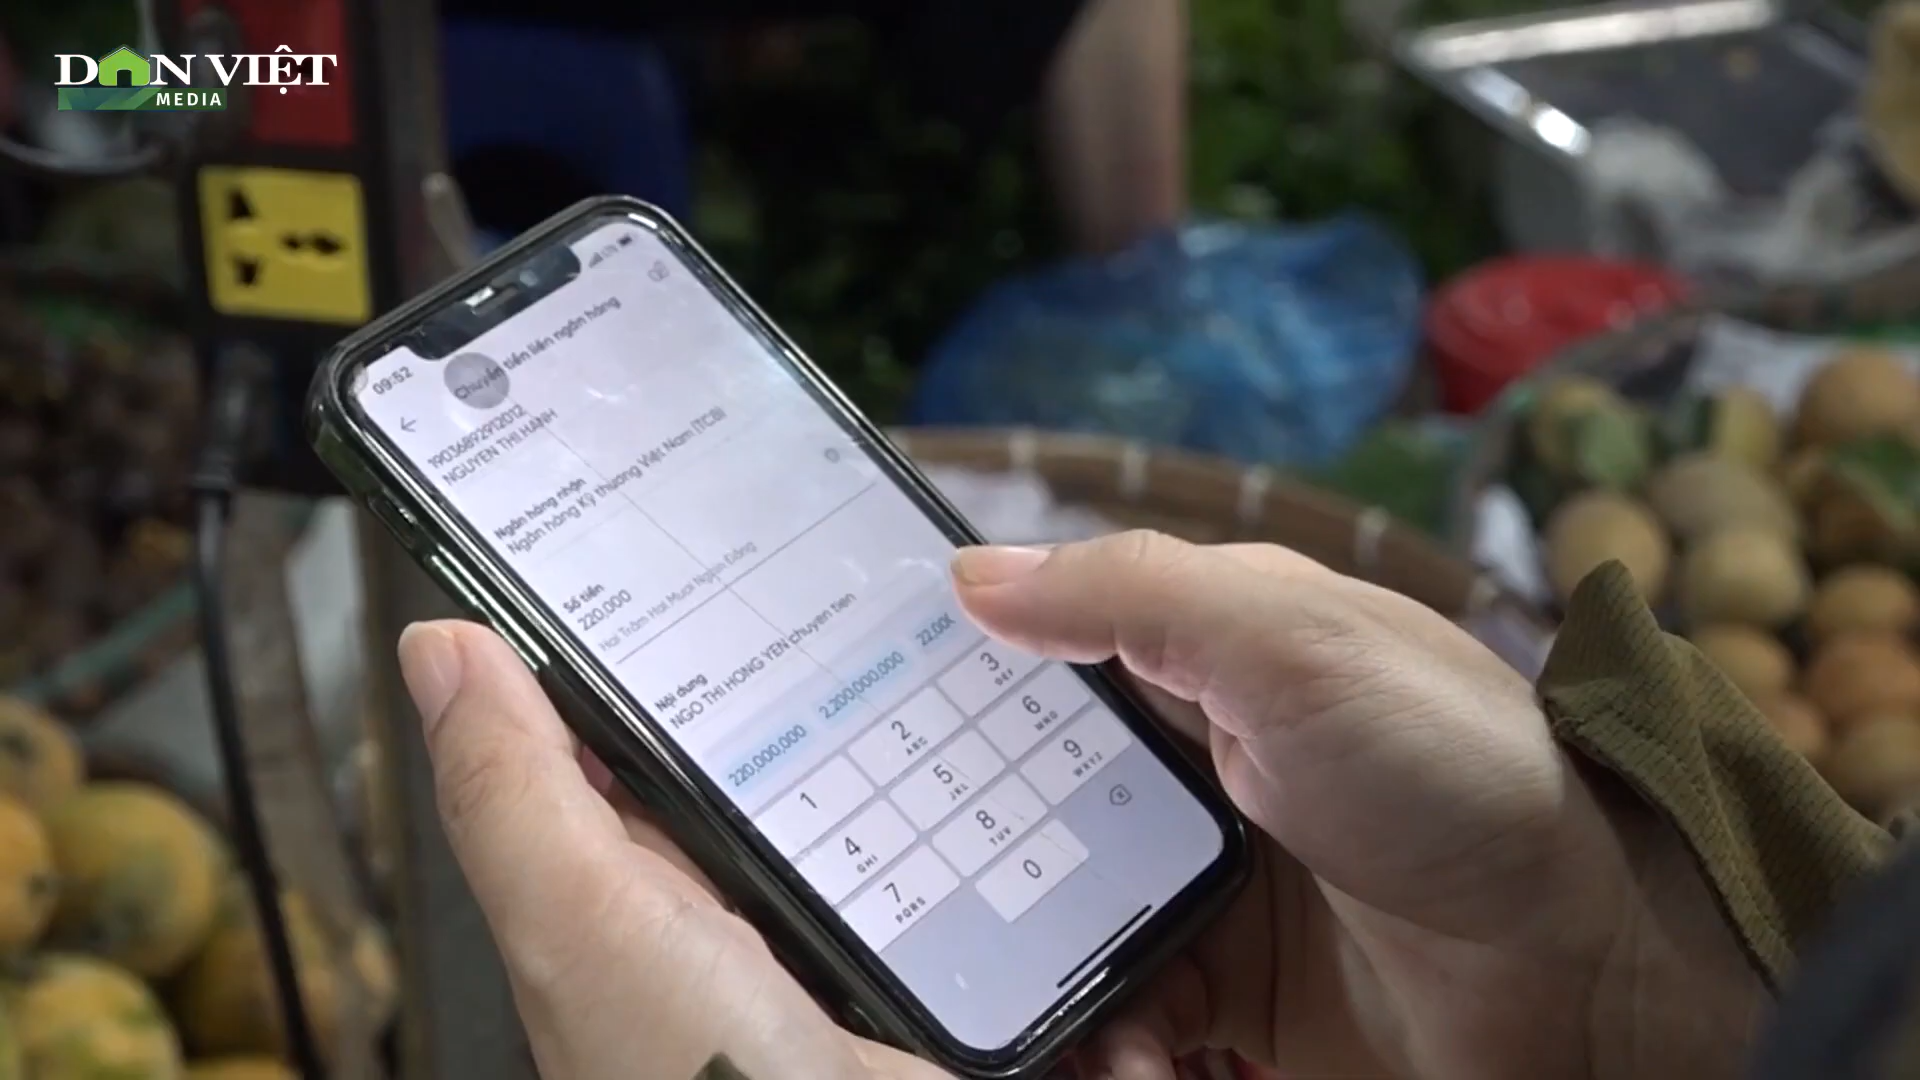 DÂN VIỆT
MEDIA
09:52
Chuyển tiền liên ngân hàng
19036892912012
NGUYEN THI HANH
Ngân hàng nhận
Ngân hàng Kỹ thương Việt Nam (TCB)
Số tiền
220,000
Hai Trăm Hai Mươi Ngàn Đồng
Nội dung
NGO THI HONG YEN chuyen tien
220,000,000 2,200,000,000 22,00
1
2 ABC
3 DEF
4 GHI
5 JKL
6 MNO
7 PQRS
8 TUV
9 WXYZ
0